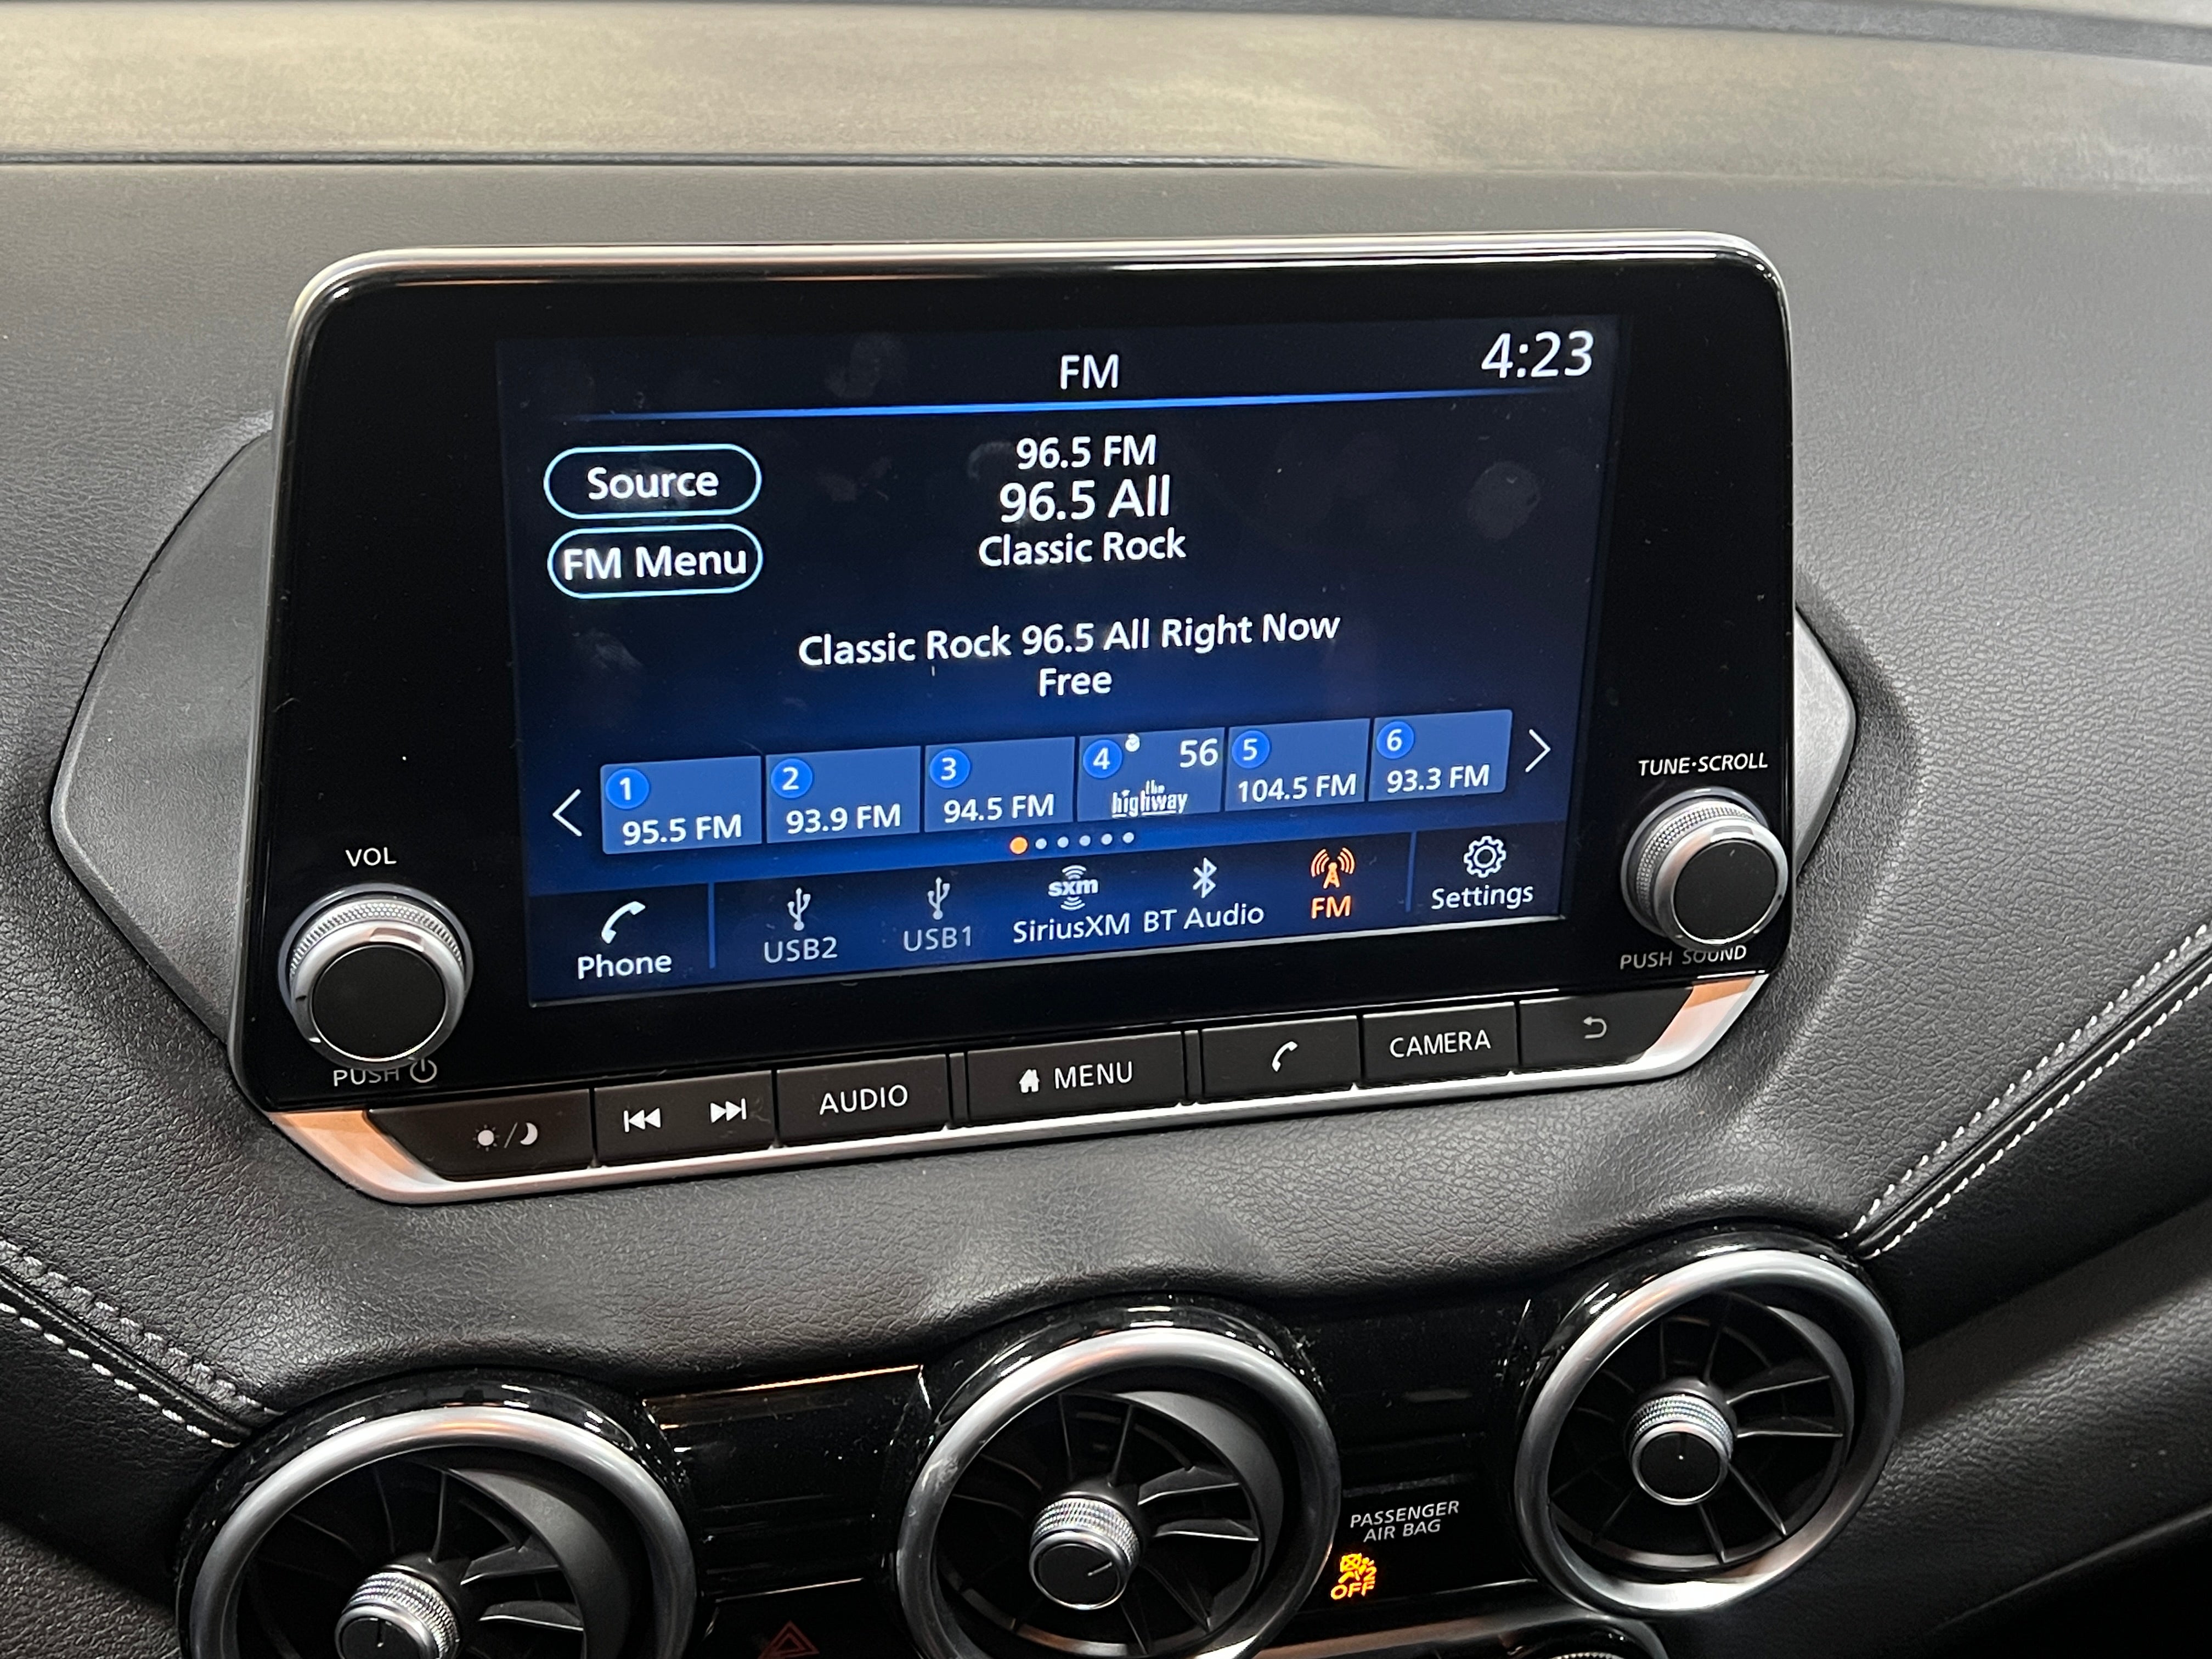 FM
4:23
Source
FM Menu
96.5 FM
96.5 All
Classic Rock
Classic Rock 96.5 All Right Now
Free
1
95.5 FM
2
93.9 FM
3
94.5 FM
4
56
the
highway
5
104.5 FM
6
93.3 FM
Phone
USB2
USB1
sxm
SiriusXM
BT Audio
FM
Settings
VOL
PUSH
TUNE·SCROLL
PUSH SOUND
AUDIO
MENU
CAMERA
PASSENGER
AIR BAG
2
OFF